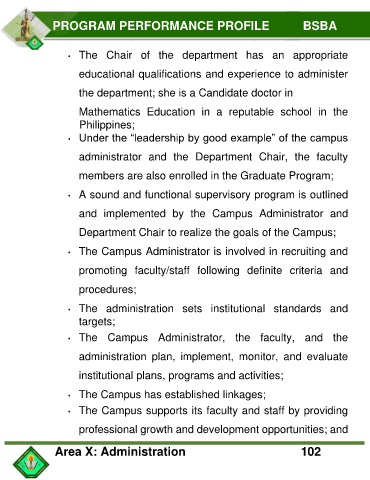 PROGRAM PERFORMANCE PROFILE BSBA
• The Chair of the department has an appropriate
educational qualifications and experience to administer
the department; she is a Candidate doctor in
Mathematics Education in a reputable school in the
Philippines;
• Under the “leadership by good example” of the campus
administrator and the Department Chair, the faculty
members are also enrolled in the Graduate Program;
• A sound and functional supervisory program is outlined
and implemented by the Campus Administrator and
Department Chair to realize the goals of the Campus;
• The Campus Administrator is involved in recruiting and
promoting faculty/staff following definite criteria and
procedures;
• The administration sets institutional standards and
targets;
• The Campus Administrator, the faculty, and the
administration plan, implement, monitor, and evaluate
institutional plans, programs and activities;
• The Campus has established linkages;
• The Campus supports its faculty and staff by providing
professional growth and development opportunities; and
Area X: Administration 102